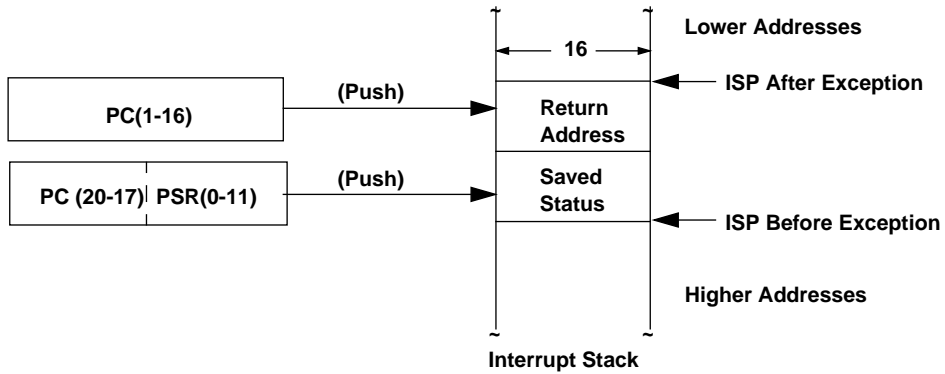 Lower Addresses
16
ISP After Exception
(Push)
PC(1-16)
Return
Address
(Push)
PC (20-17) PSR(0-11)
Saved
Status
ISP Before Exception
Higher Addresses
Interrupt Stack